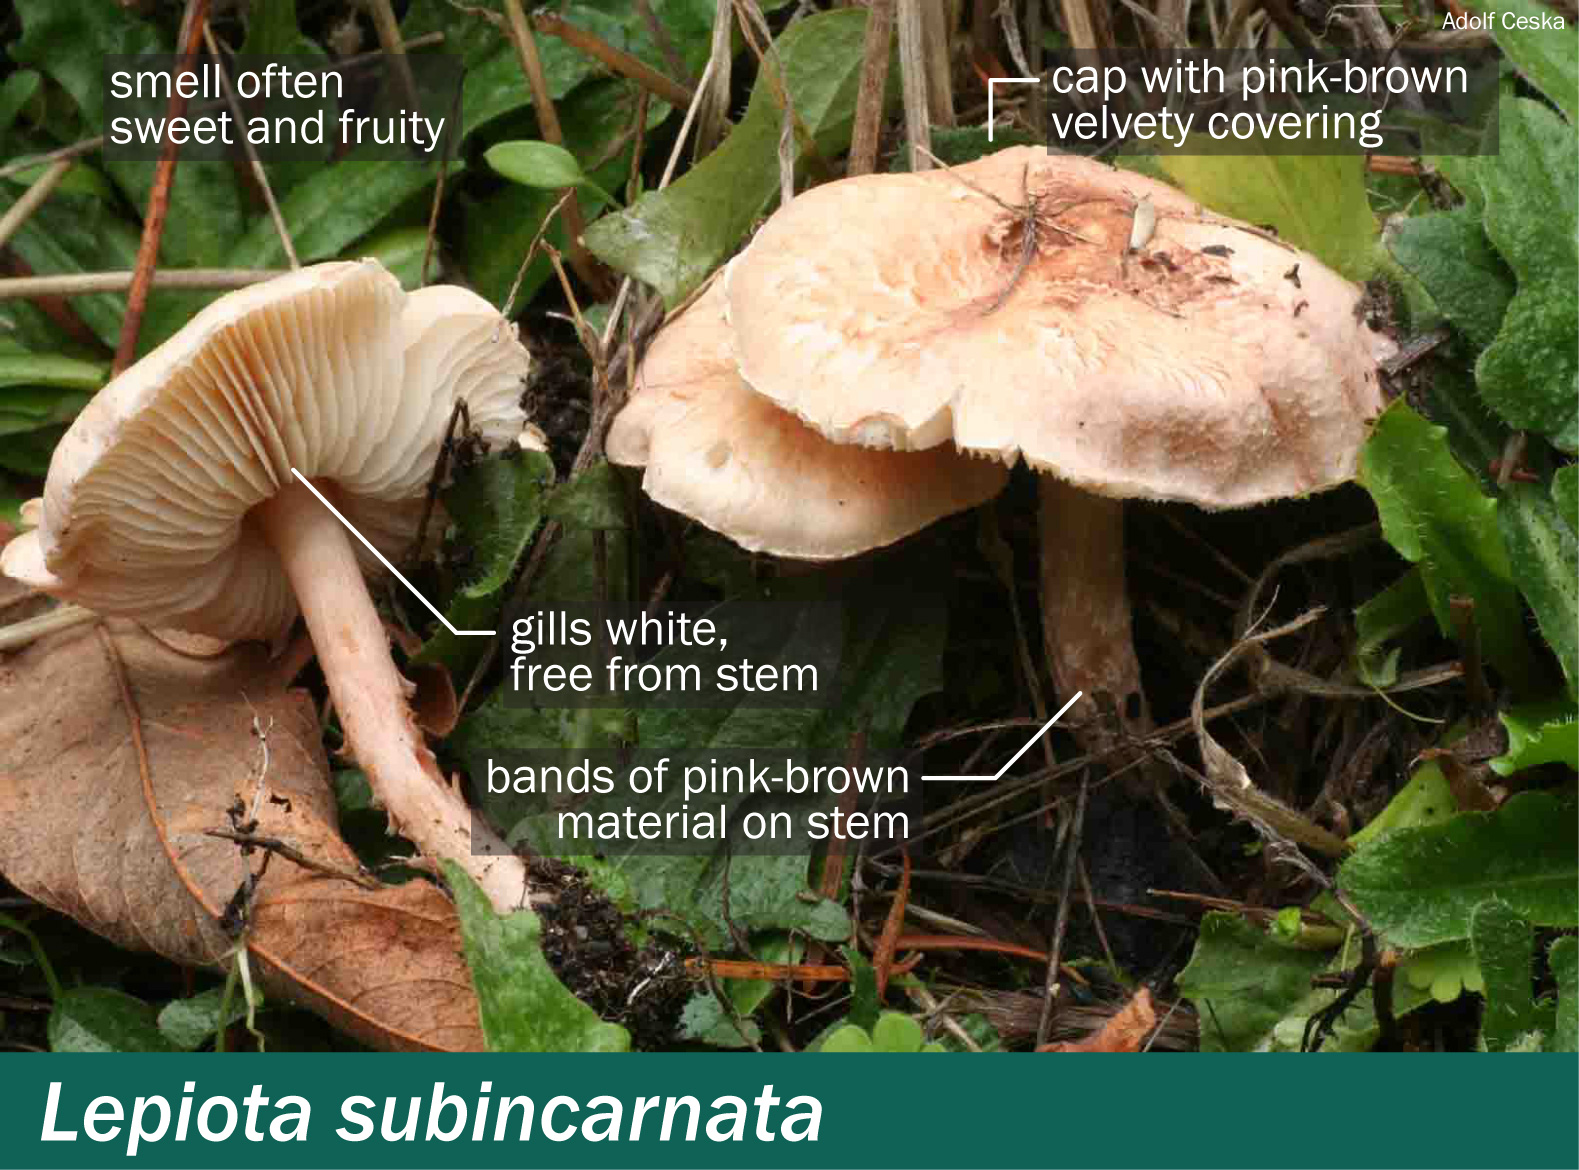 Adolf Ceska
smell often
sweet and fruity
cap with pink-brown
velvety covering
gills white,
free from stem
bands of pink-brown
material on stem
Lepiota subincarnata